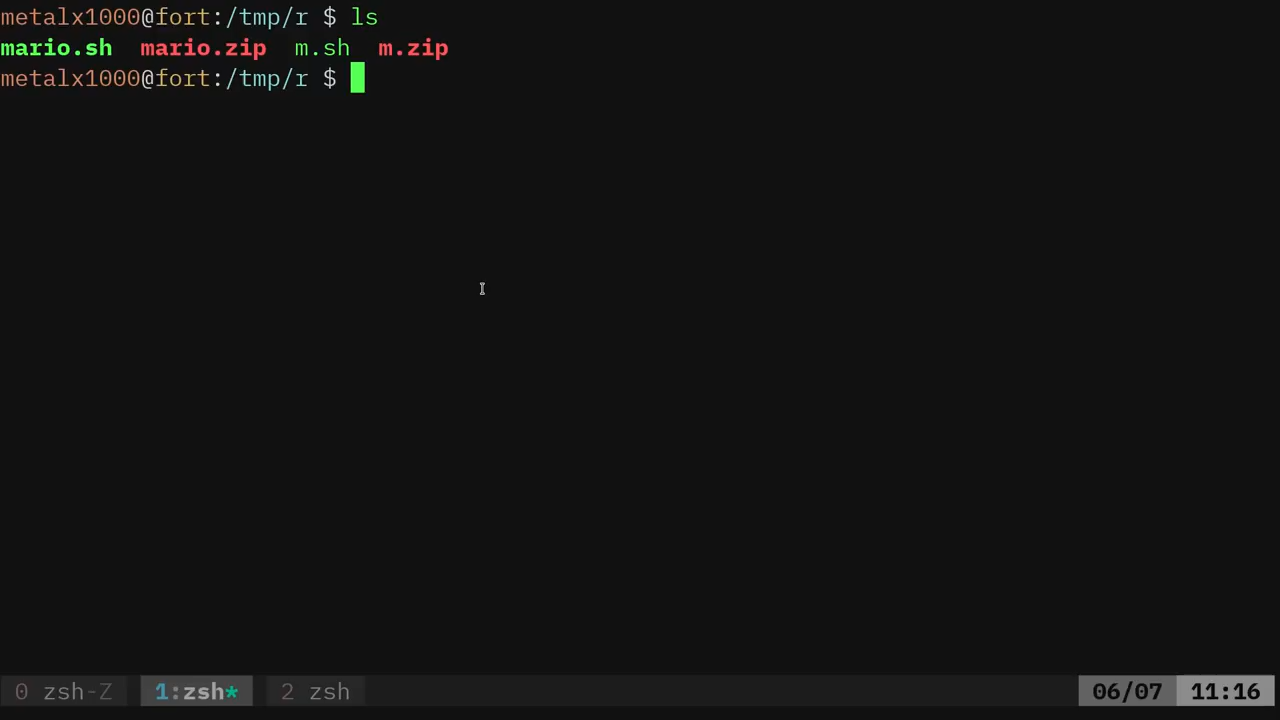 metalx1000@fort:/tmp/r $ ls
mario.sh  mario.zip  m.sh  m.zip
metalx1000@fort:/tmp/r $
0 zsh-Z  1:zsh*  2 zsh  06/07  11:16